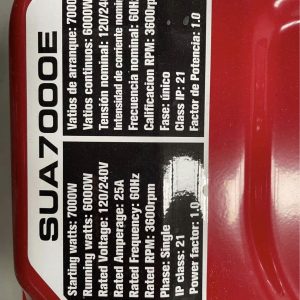 SUA7000E
Starting watts: 7000W
Running watts: 6000W
Rated Voltage: 120/240V
Rated Amperage: 25A
Rated Frequency: 60Hz
Rated RPM: 3600rpm
Phase: Single
IP class: 21
Power factor: 1.0
Vatios de arranque: 7000
Vatios continuos: 6000W
Tensión nominal: 120/24
Intensidad de corriente nomin
Frecuencia nominal: 60H
Calificación RPM: 3600rp
Fase: único
Class IP: 21
Factor de Potencia: 1.0